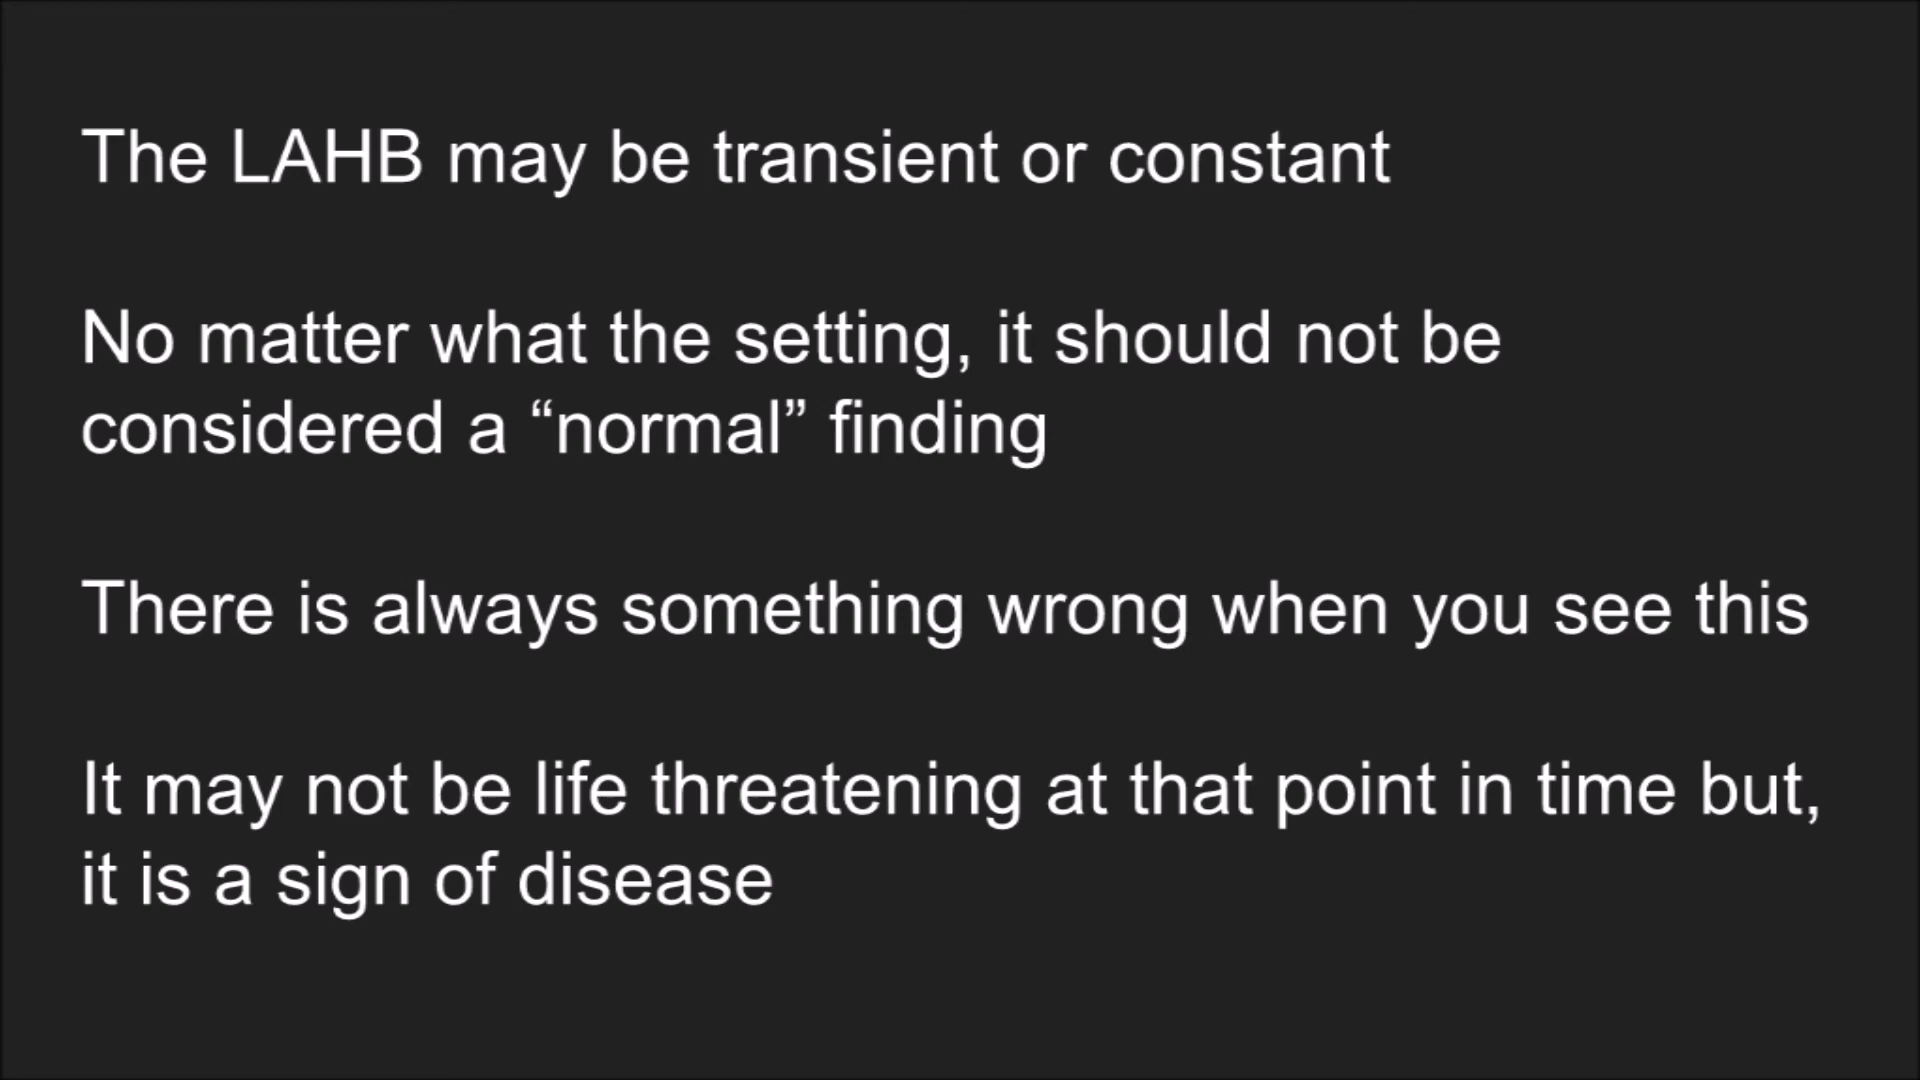 The LAHB may be transient or constant
No matter what the setting, it should not be
considered a “normal” finding
There is always something wrong when you see this
It may not be life threatening at that point in time but,
it is a sign of disease